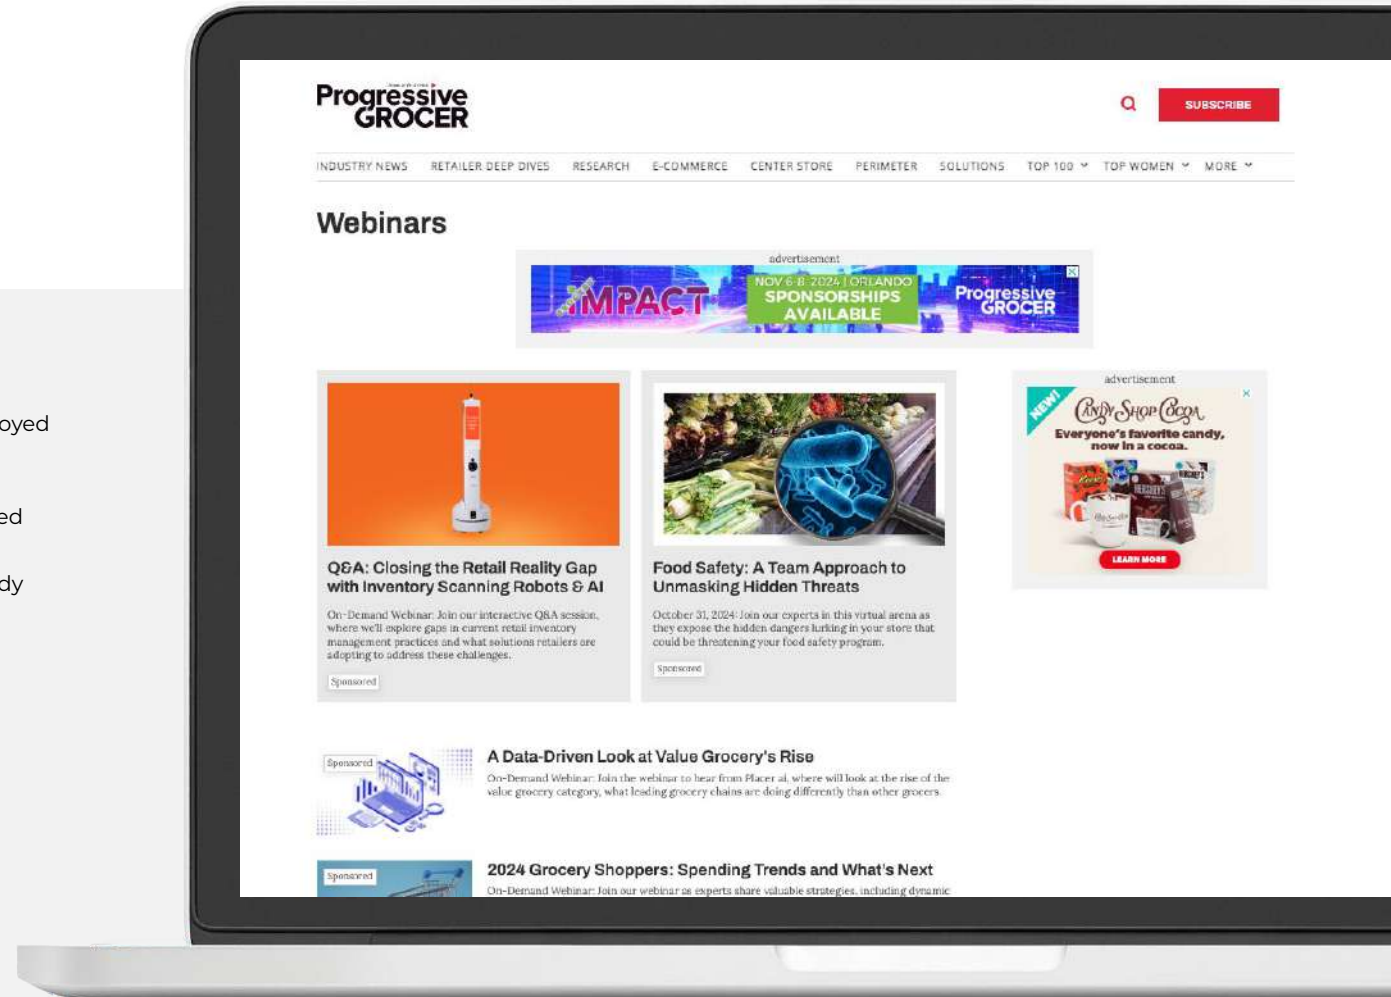 oyed
ed
dy
Progressive
GROCER
SUBSCRIBE
INDUSTRY NEWS RETAILER DEEP DIVES RESEARCH E-COMMERCE CENTER STORE PERIMETER SOLUTIONS TOP 100 TOP WOMEN MORE
Webinars
advertisement
IMPACT
NOV 6-8, 2024 | ORLANDO
SPONSORSHIPS
AVAILABLE
Progressive
GROCER
Q&A: Closing the Retail Reality Gap
with Inventory Scanning Robots & AI
On-Demand Webinar: Join our interactive Q&A session,
where we'll explore gaps in current retail inventory
management practices and what solutions retailers are
adopting to address these challenges.
Sponsored
Food Safety: A Team Approach to
Unmasking Hidden Threats
October 31, 2024: Join our experts in this virtual arena as
they expose the hidden dangers lurking in your store that
could be threatening your food safety program.
Sponsored
advertisement
NEW!
CANDY SHOP COCOA
Everyone's favorite candy,
now in a cocoa.
HERSHEY'S
LEARN MORE
Sponsored
A Data-Driven Look at Value Grocery's Rise
On-Demand Webinar: Join the webinar to hear from Placer ai, where will look at the rise of the
value grocery category, what leading grocery chains are doing differently than other grocers.
Sponsored
2024 Grocery Shoppers: Spending Trends and What's Next
On-Demand Webinar: Join our webinar as experts share valuable strategies, including dynamic